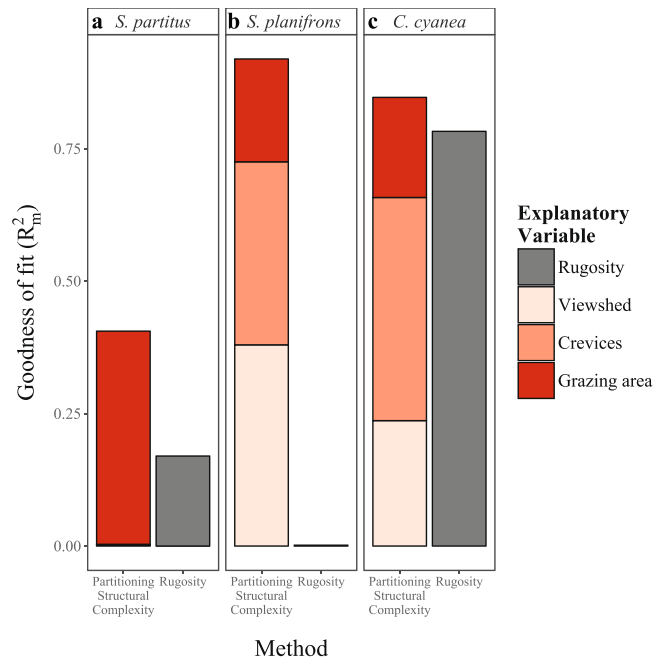 a S. partitus
b S. planifrons
c C. cyanea
Goodness of fit (R²m)
0.75
0.50
0.25
0.00
Partitioning
Structural
Complexity
Rugosity
Partitioning
Structural
Complexity
Rugosity
Partitioning
Structural
Complexity
Rugosity
Method
Explanatory
Variable
Rugosity
Viewshed
Crevices
Grazing area